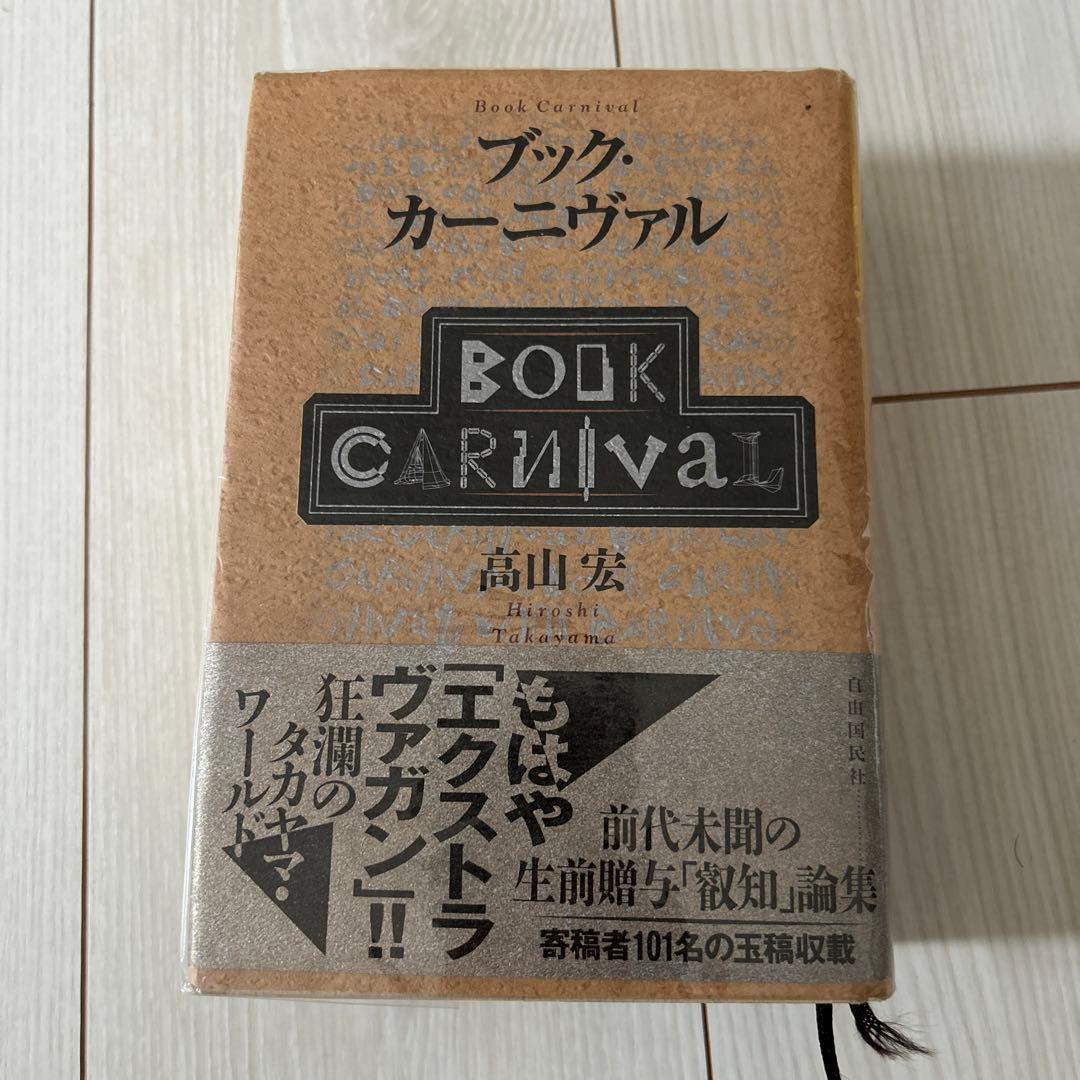 Book Carnival
ブック・
カーニヴァル
BOOK
CARNIVAL
高山 宏
Hiroshi
Takayama
もはや
「エクストラ
ヴァガン」!!
狂瀾の
タカヤマ・
ワールド
前代未聞の
生前贈与「叡知」論集
寄稿者101名の玉稿収載
自由国民社